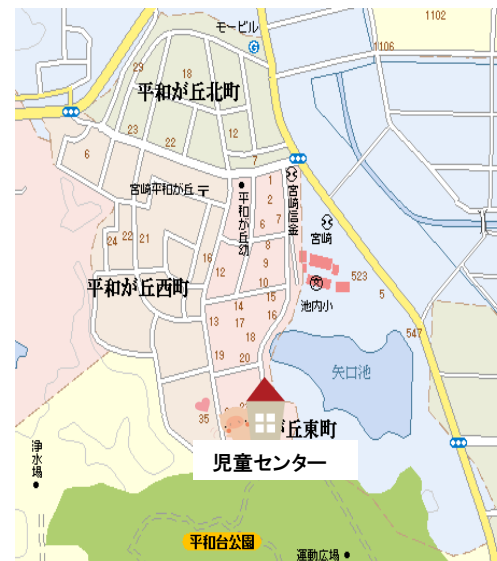 1102
モービル
1106
29
18
平和が丘北町
23
22
12
6
7
宮崎平和が丘
平和が丘幼
宮崎信金
1
2
6
7
宮崎
24
22
21
16
8
9
12
10
523
5
池内小
平和が丘西町
15
14
16
13
17
18
547
19
20
矢口池
35
が丘東町
児童センター
浄水場
平和台公園
運動広場